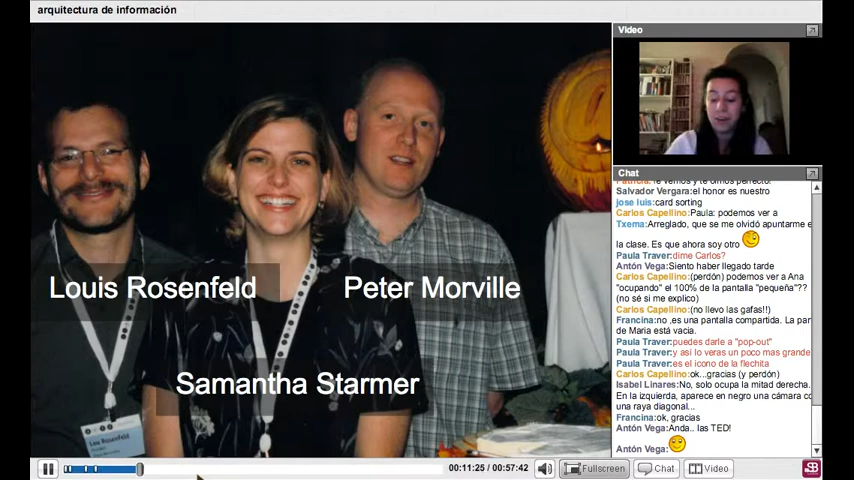 arquitectura de información
Video
Louis Rosenfeld
Peter Morville
Samantha Starmer
Lou Rosenfeld
Chat
Salvador Vergara:el honor es nuestro
jose luis:card sorting
Carlos Capellino:Paula: podemos ver a
Txema:Arreglado, que se me olvidó apuntarme e
la clase. Es que ahora soy otro
Paula Traver:dime Carlos?
Antón Vega:Siento haber llegado tarde
Carlos Capellino:(perdón) podemos ver a Ana
"ocupando" el 100% de la pantalla "pequeña"??
(no sé si me explico)
Carlos Capellino:(no llevo las gafas!!)
Francina:no ,es una pantalla compartida. La par
de Maria está vacia.
Paula Traver:puedes darle a "pop-out"
Paula Traver:y así lo veras un poco mas grande
Paula Traver:es el icono de la flechita
Carlos Capellino:ok...gracias (y perdón)
Isabel Linares:No, solo ocupa la mitad derecha.
En la izquierda, aparece en negro una cámara co
una raya diagonal...
Francina:ok, gracias
Antón Vega:Anda.. las TED!
Antón Vega:
00:11:25 / 00:57:42
Fullscreen
Chat
Video